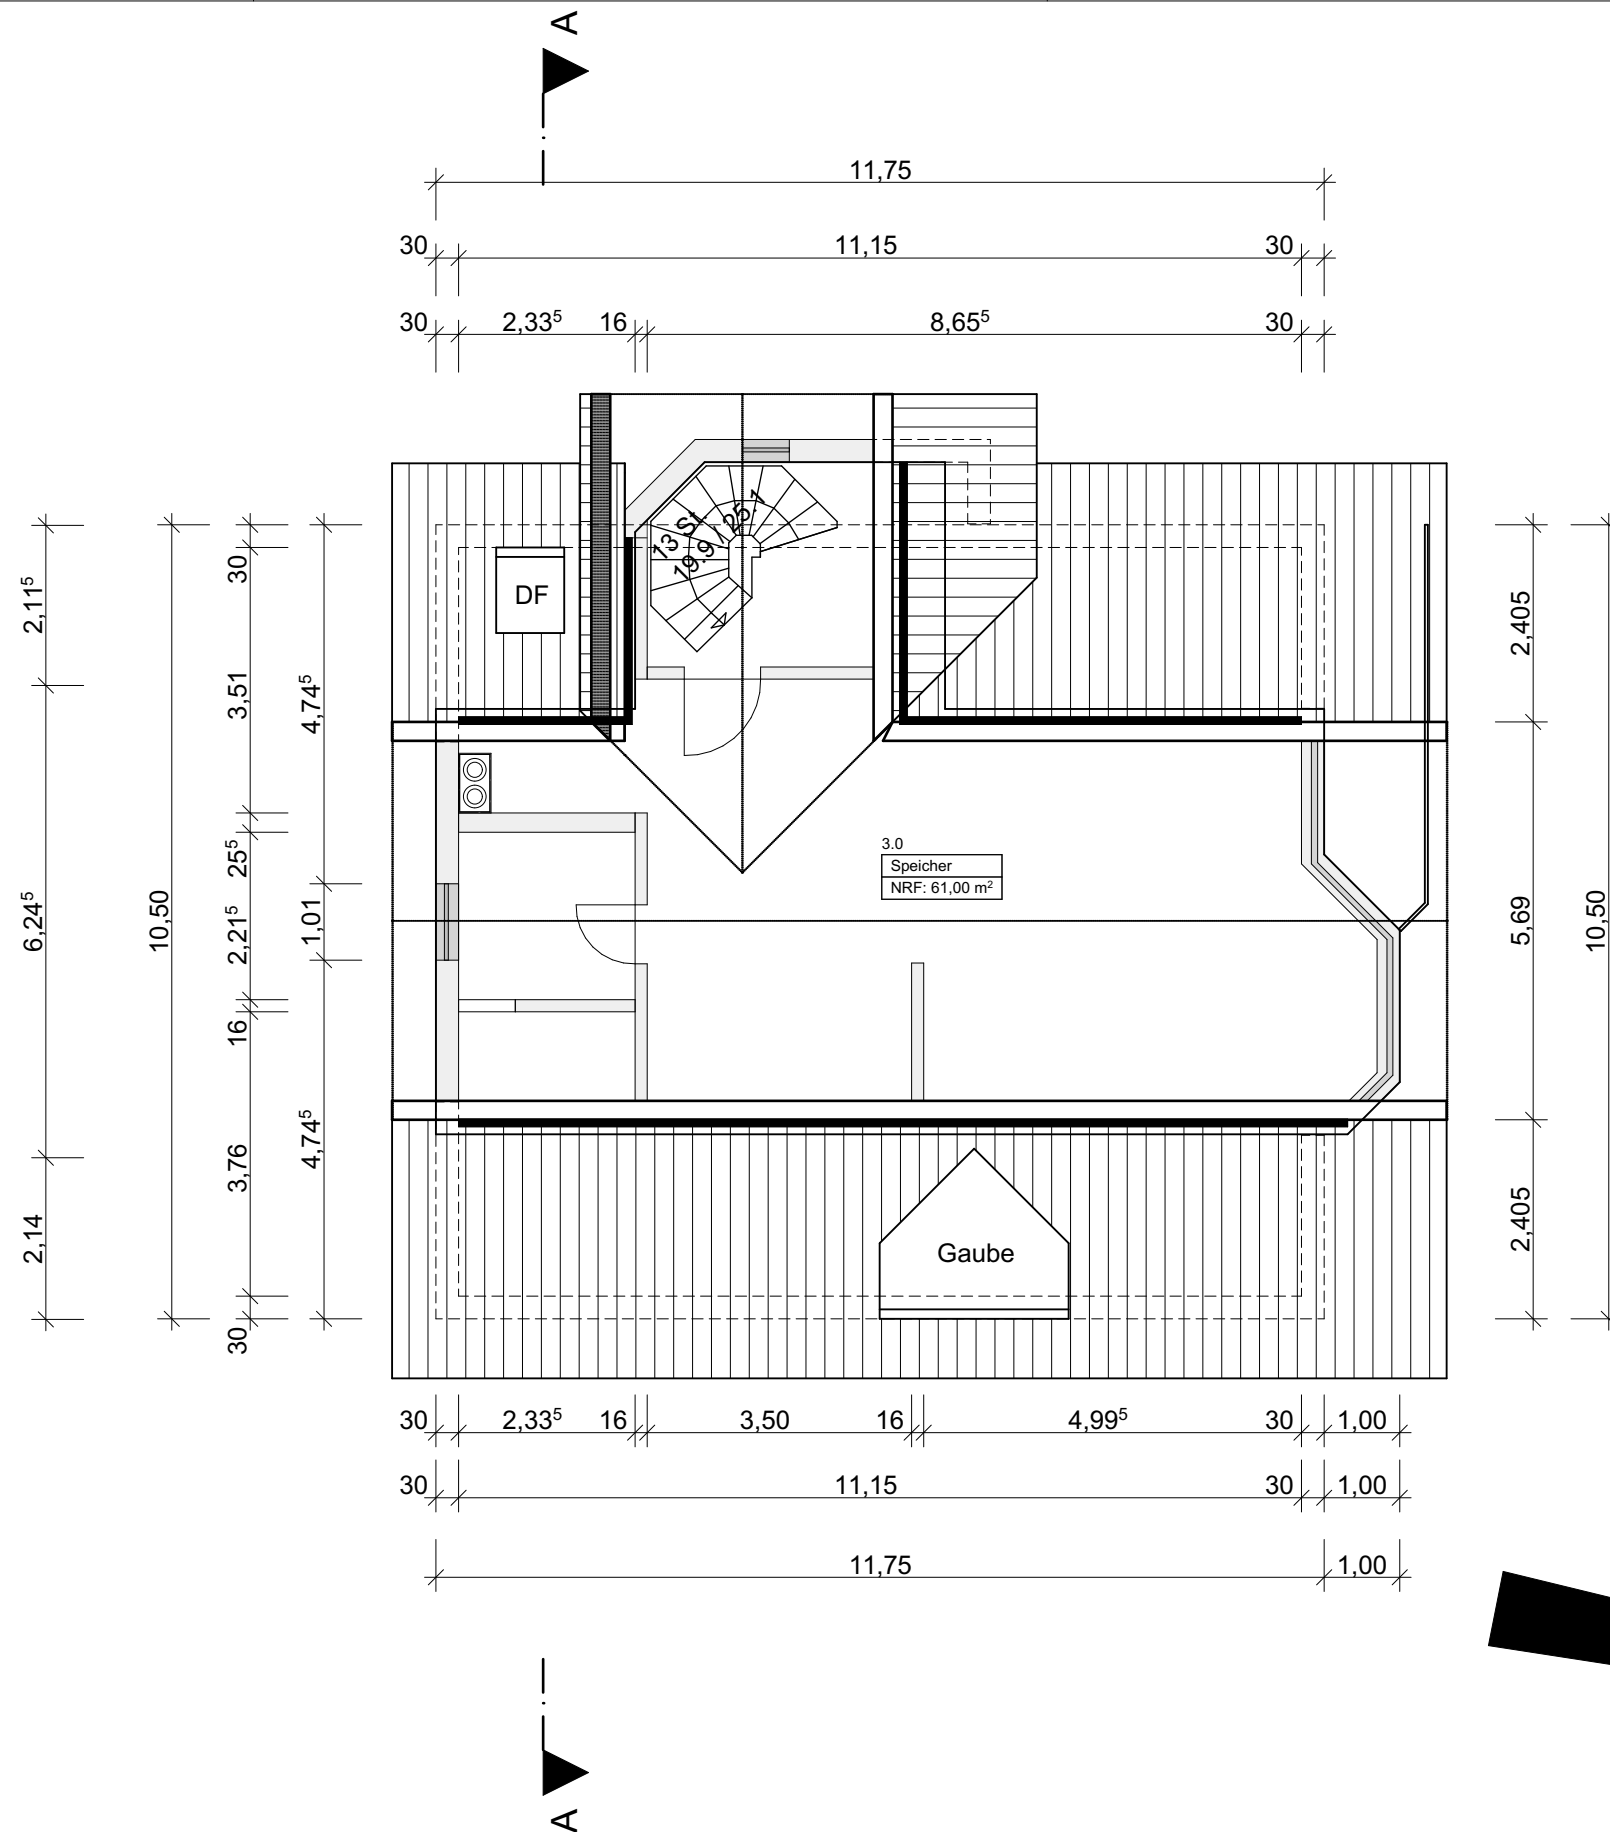 A
11,75
30 11,15 30
30 2,33⁵ 16 8,65⁵ 30
13 St.
19.9 / 25.1
DF
2,11⁵
6,24⁵
2,14
10,50
30
3,51
25⁵
2,21⁵
16
3,76
30
4,74⁵
1,01
4,74⁵
3.0
Speicher
NRF: 61,00 m²
2,405
5,69
2,405
10,50
Gaube
30 2,33⁵ 16 3,50 16 4,99⁵ 30 1,00
30 11,15 30 1,00
11,75 1,00
A